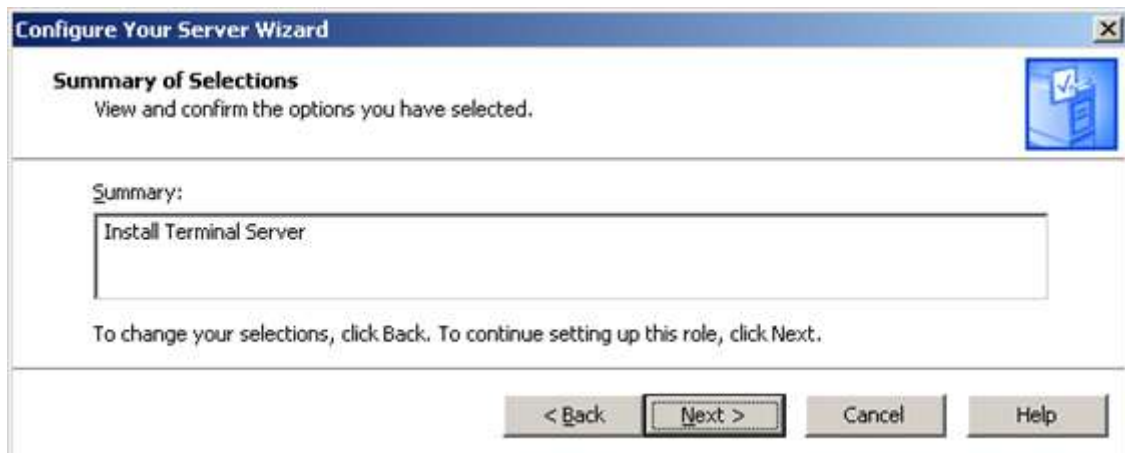 Configure Your Server Wizard
Summary of Selections
View and confirm the options you have selected.
Summary:
Install Terminal Server
To change your selections, click Back. To continue setting up this role, click Next.
< Back Next > Cancel Help